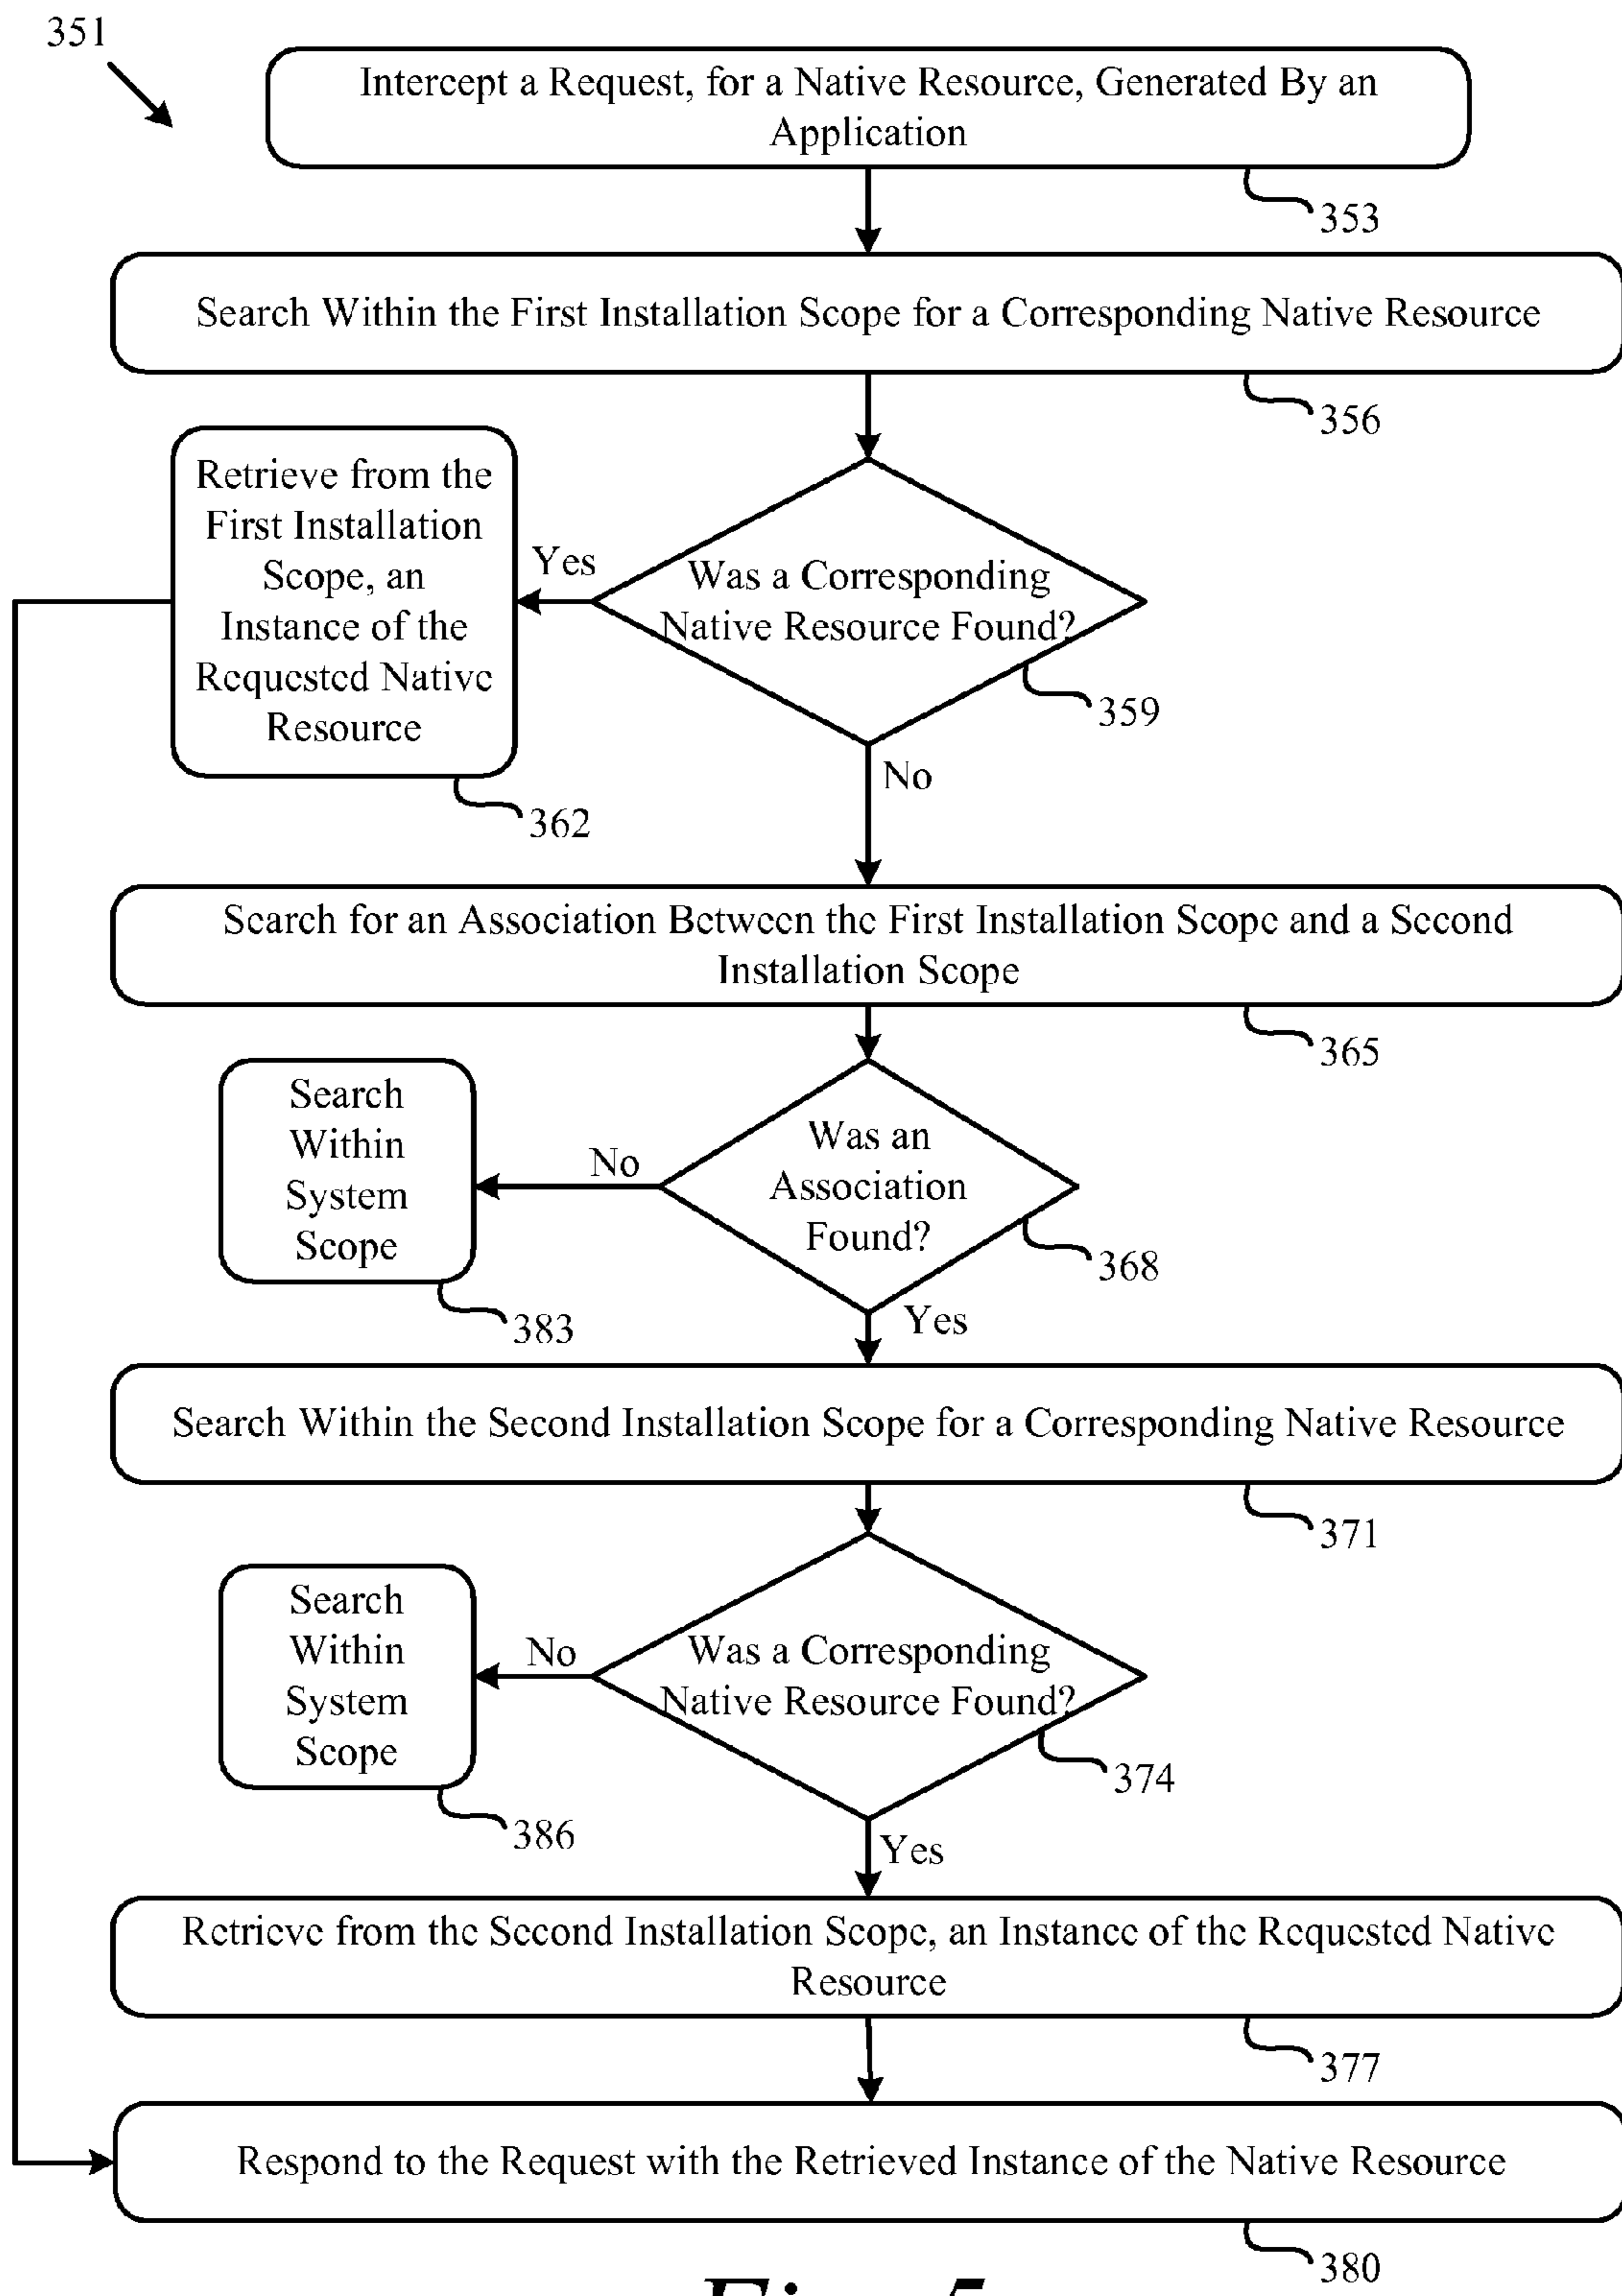 351
Intercept a Request, for a Native Resource, Generated By an
Application
353
Search Within the First Installation Scope for a Corresponding Native Resource
356
Retrieve from the
First Installation
Scope, an
Instance of the
Requested Native
Resource
362
Yes
Was a Corresponding
Native Resource Found?
359
No
Search for an Association Between the First Installation Scope and a Second
Installation Scope
365
Search
Within
System
Scope
383
No
Was an
Association
Found?
368
Yes
Search Within the Second Installation Scope for a Corresponding Native Resource
371
Search
Within
System
Scope
386
No
Was a Corresponding
Native Resource Found?
374
Yes
Retrieve from the Second Installation Scope, an Instance of the Requested Native
Resource
377
Respond to the Request with the Retrieved Instance of the Native Resource
380